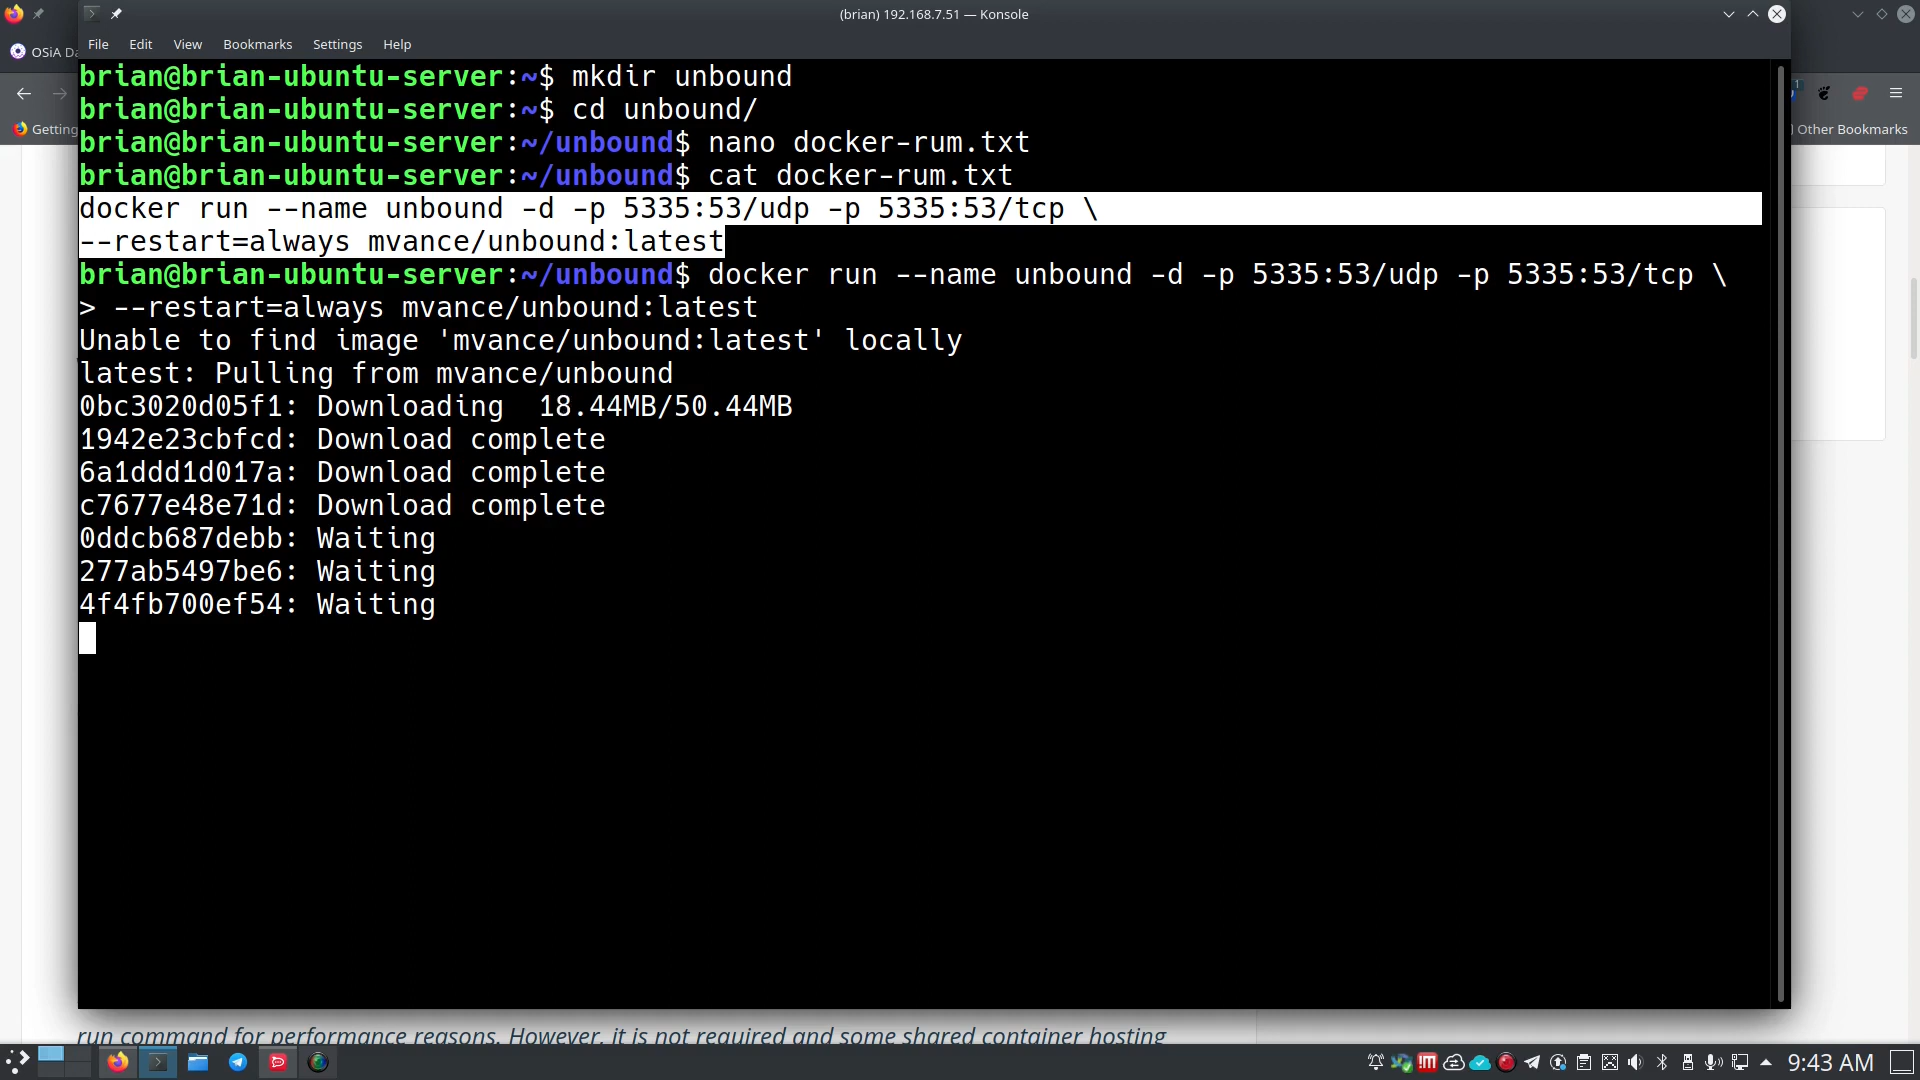 (brian) 192.168.7.51 — Konsole
File Edit View Bookmarks Settings Help
OSiA Da
Getting
Other Bookmarks
brian@brian-ubuntu-server:~$ mkdir unbound
brian@brian-ubuntu-server:~$ cd unbound/
brian@brian-ubuntu-server:~/unbound$ nano docker-rum.txt
brian@brian-ubuntu-server:~/unbound$ cat docker-rum.txt
docker run --name unbound -d -p 5335:53/udp -p 5335:53/tcp \
--restart=always mvance/unbound:latest
brian@brian-ubuntu-server:~/unbound$ docker run --name unbound -d -p 5335:53/udp -p 5335:53/tcp \
> --restart=always mvance/unbound:latest
Unable to find image 'mvance/unbound:latest' locally
latest: Pulling from mvance/unbound
0bc3020d05f1: Downloading  18.44MB/50.44MB
1942e23cbfcd: Download complete
6a1ddd1d017a: Download complete
c7677e48e71d: Download complete
0ddcb687debb: Waiting
277ab5497be6: Waiting
4f4fb700ef54: Waiting
run command for performance reasons. However, it is not required and some shared container hosting
9:43 AM